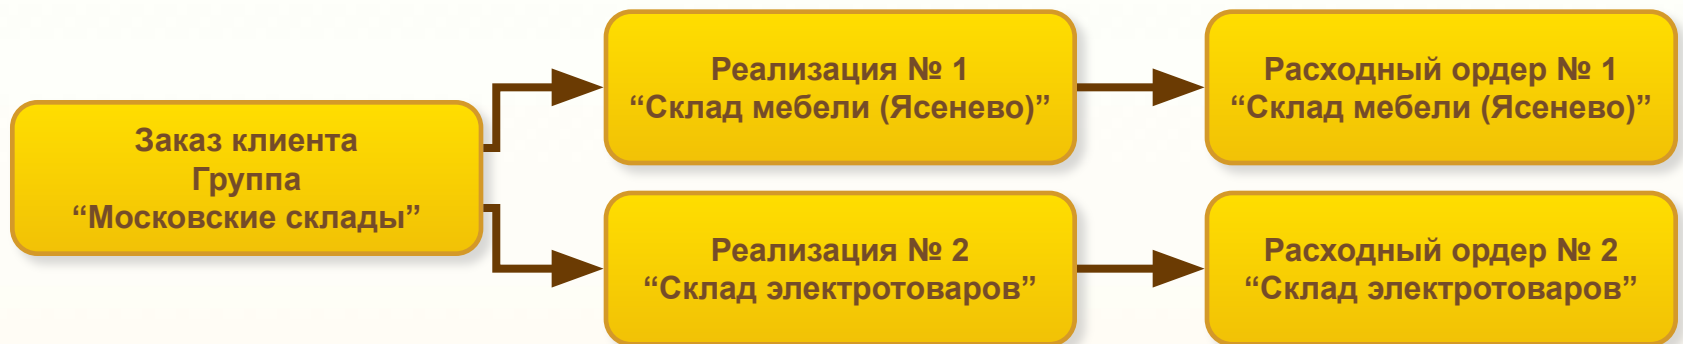 Заказ клиента
Группа
“Московские склады”
Реализация № 1
“Склад мебели (Ясенево)”
Расходный ордер № 1
“Склад мебели (Ясенево)”
Реализация № 2
“Склад электротоваров”
Расходный ордер № 2
“Склад электротоваров”